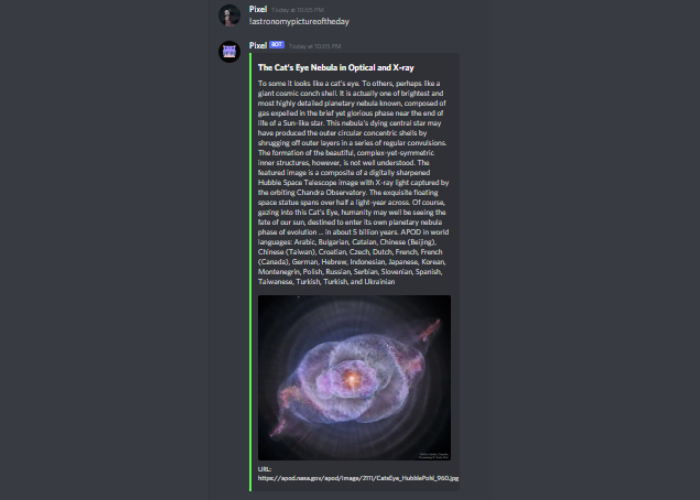 Pixel Today at 10:05 PM
!astronomypictureoftheday
Pixel BOT Today at 10:05 PM
The Cat's Eye Nebula in Optical and X-ray
To some it looks like a cat's eye. To others, perhaps like a
giant cosmic conch shell. It is actually one of brightest and
most highly detailed planetary nebula known, composed of
gas expelled in the brief yet glorious phase near the end of
life of a Sun-like star. This nebula's dying central star may
have produced the outer circular concentric shells by
shrugging off outer layers in a series of regular convulsions.
The formation of the beautiful, complex-yet-symmetric
inner structures, however, is not well understood. The
featured image is a composite of a digitally sharpened
Hubble Space Telescope image with X-ray light captured by
the orbiting Chandra Observatory. The exquisite floating
space statue spans over half a light-year across. Of course,
gazing into this Cat's Eye, humanity may well be seeing the
fate of our sun, destined to enter its own planetary nebula
phase of evolution ... in about 5 billion years. APOD in world
languages: Arabic, Bulgarian, Catalan, Chinese (Beijing),
Chinese (Taiwan), Croatian, Czech, Dutch, French, French
(Canada), German, Hebrew, Indonesian, Japanese, Korean,
Montenegrin, Polish, Russian, Serbian, Slovenian, Spanish,
Taiwanese, Turkish, Turkish, and Ukrainian
URL:
https://apod.nasa.gov/apod/image/2111/CatsEye_HubblePohl_960.jpg